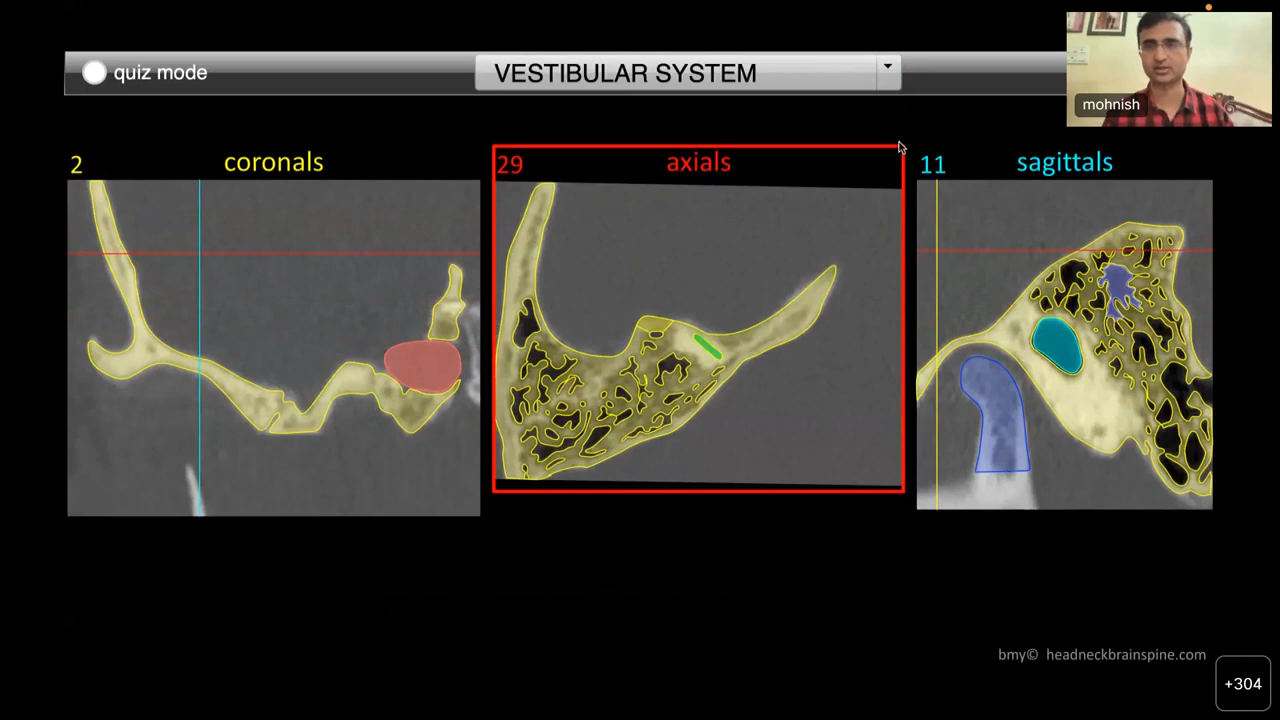 quiz mode
VESTIBULAR SYSTEM
mohnish
2 coronals
29 axials
11 sagittals
bmy© headneckbrainspine.com
+304